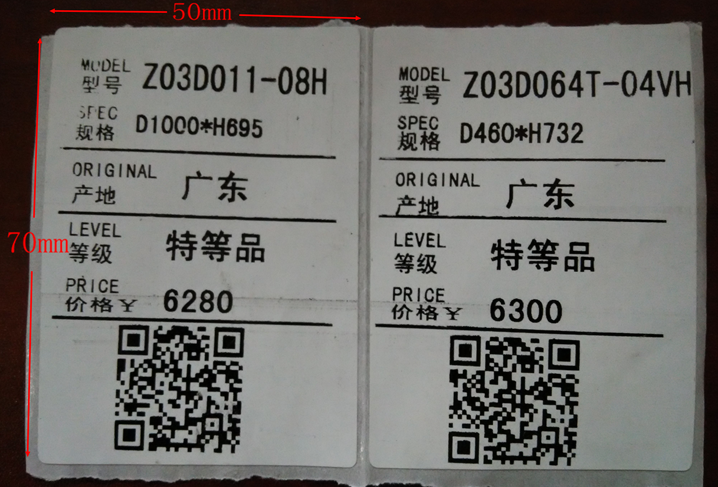 50mm
70mm
MODEL
型号 Z03D011-08H
SPEC
规格 D1000*H695
ORIGINAL
产地 广东
LEVEL
等级 特等品
PRICE
价格￥ 6280
MODEL
型号 Z03D064T-04VH
SPEC
规格 D460*H732
ORIGINAL
产地 广东
LEVEL
等级 特等品
PRICE
价格￥ 6300